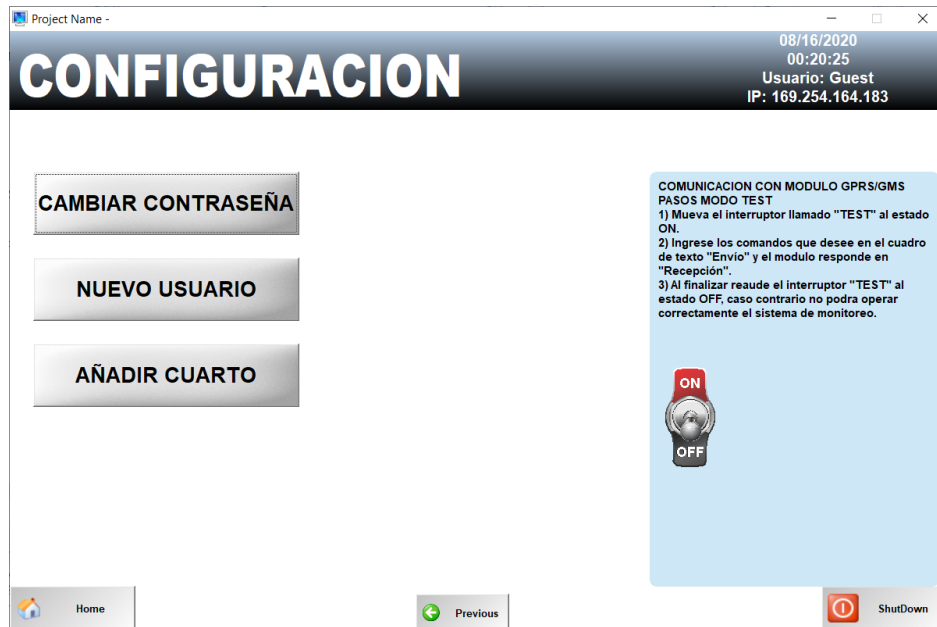 Project Name -
CONFIGURACION
08/16/2020
00:20:25
Usuario: Guest
IP: 169.254.164.183
CAMBIAR CONTRASEÑA
NUEVO USUARIO
AÑADIR CUARTO
COMUNICACION CON MODULO GPRS/GMS
PASOS MODO TEST
1) Mueva el interruptor llamado "TEST" al estado
ON.
2) Ingrese los comandos que desee en el cuadro
de texto "Envío" y el modulo responde en
"Recepción".
3) Al finalizar reaude el interruptor "TEST" al
estado OFF, caso contrario no podra operar
correctamente el sistema de monitoreo.
ON
OFF
Home
Previous
ShutDown